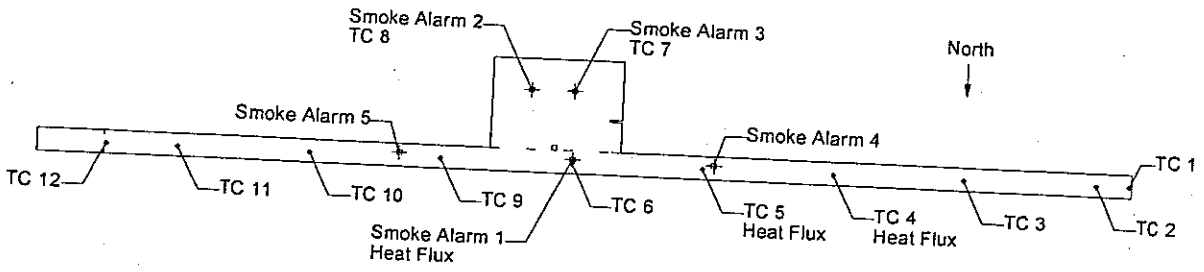 Smoke Alarm 2
TC 8
Smoke Alarm 3
TC 7
North
Smoke Alarm 5
Smoke Alarm 4
TC 1
TC 12
TC 11
TC 10
TC 9
TC 6
TC 5
Heat Flux
TC 4
Heat Flux
TC 3
TC 2
Smoke Alarm 1
Heat Flux